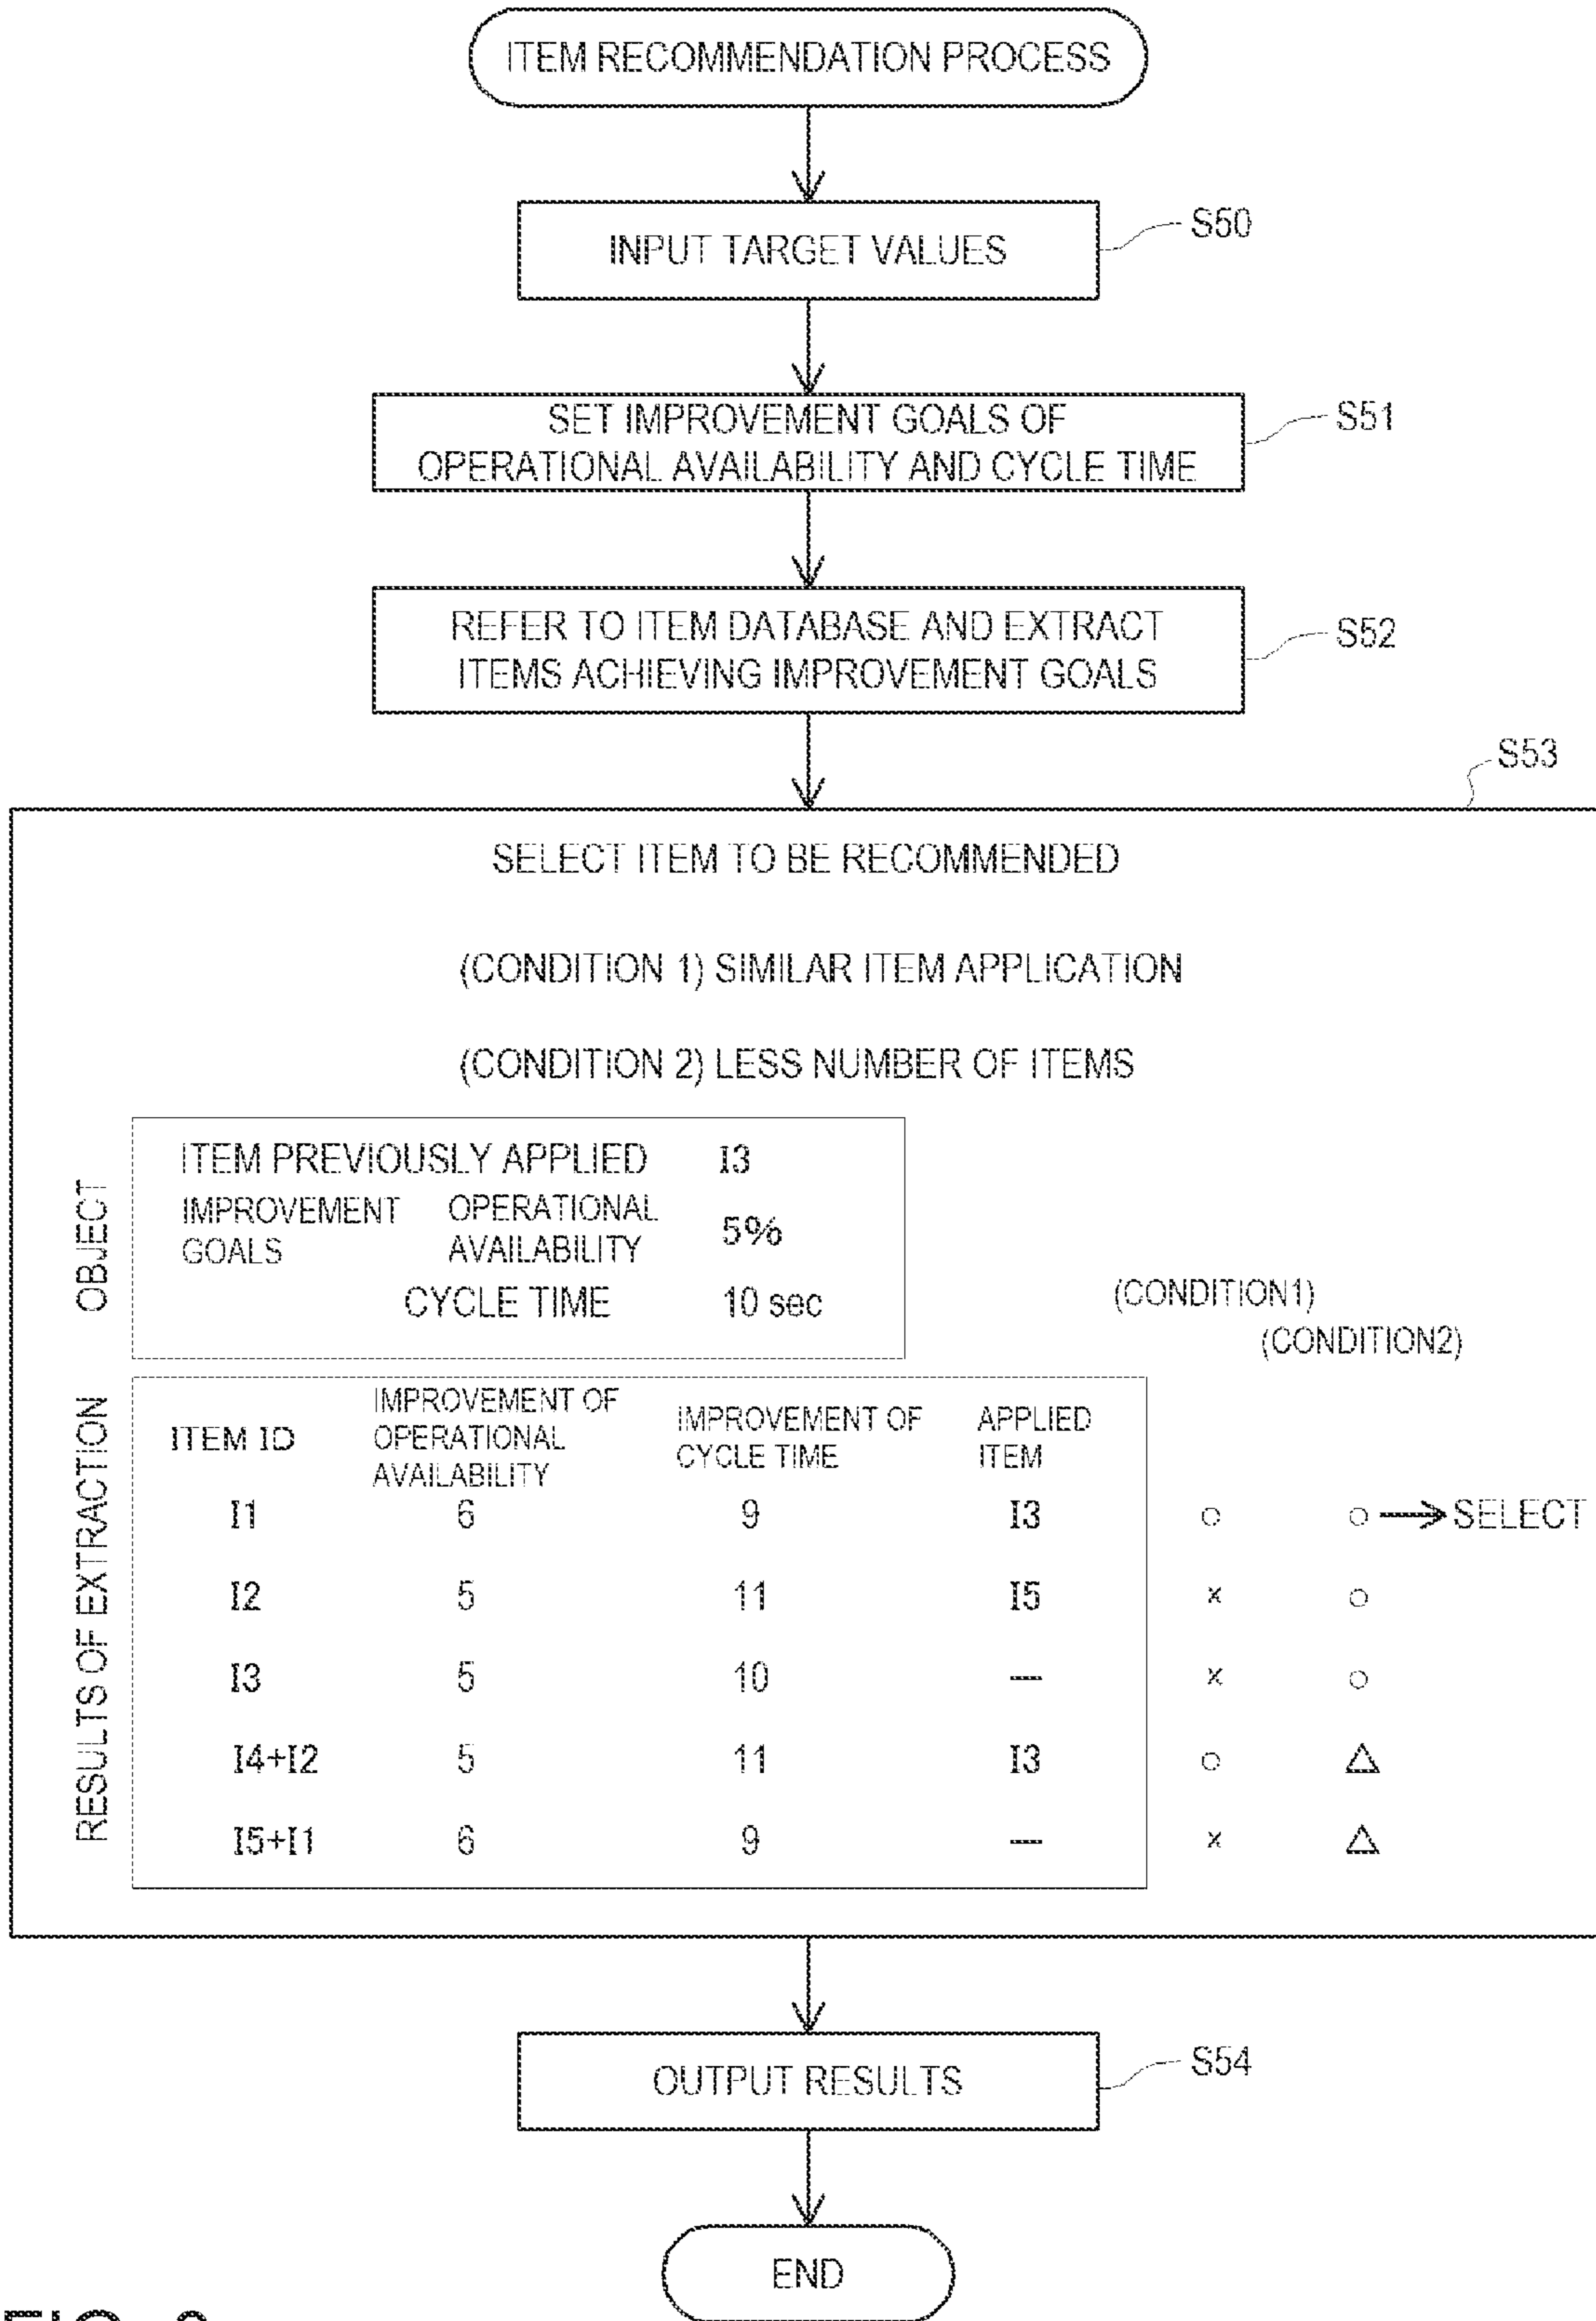 ITEM RECOMMENDATION PROCESS
INPUT TARGET VALUES
S50
SET IMPROVEMENT GOALS OF
OPERATIONAL AVAILABILITY AND CYCLE TIME
S51
REFER TO ITEM DATABASE AND EXTRACT
ITEMS ACHIEVING IMPROVEMENT GOALS
S52
S53
SELECT ITEM TO BE RECOMMENDED
(CONDITION 1) SIMILAR ITEM APPLICATION
(CONDITION 2) LESS NUMBER OF ITEMS
OBJECT
ITEM PREVIOUSLY APPLIED I3
IMPROVEMENT GOALS
OPERATIONAL AVAILABILITY
5%
CYCLE TIME 10 sec
(CONDITION1)
(CONDITION2)
RESULTS OF EXTRACTION
ITEM ID
IMPROVEMENT OF
OPERATIONAL
AVAILABILITY
IMPROVEMENT OF
CYCLE TIME
APPLIED
ITEM
I1 6 9 I3 ○ ○ → SELECT
I2 5 11 I5 × ○
I3 5 10 — × ○
I4+I2 5 11 I3 ○ △
I5+I1 6 9 — × △
OUTPUT RESULTS
S54
END